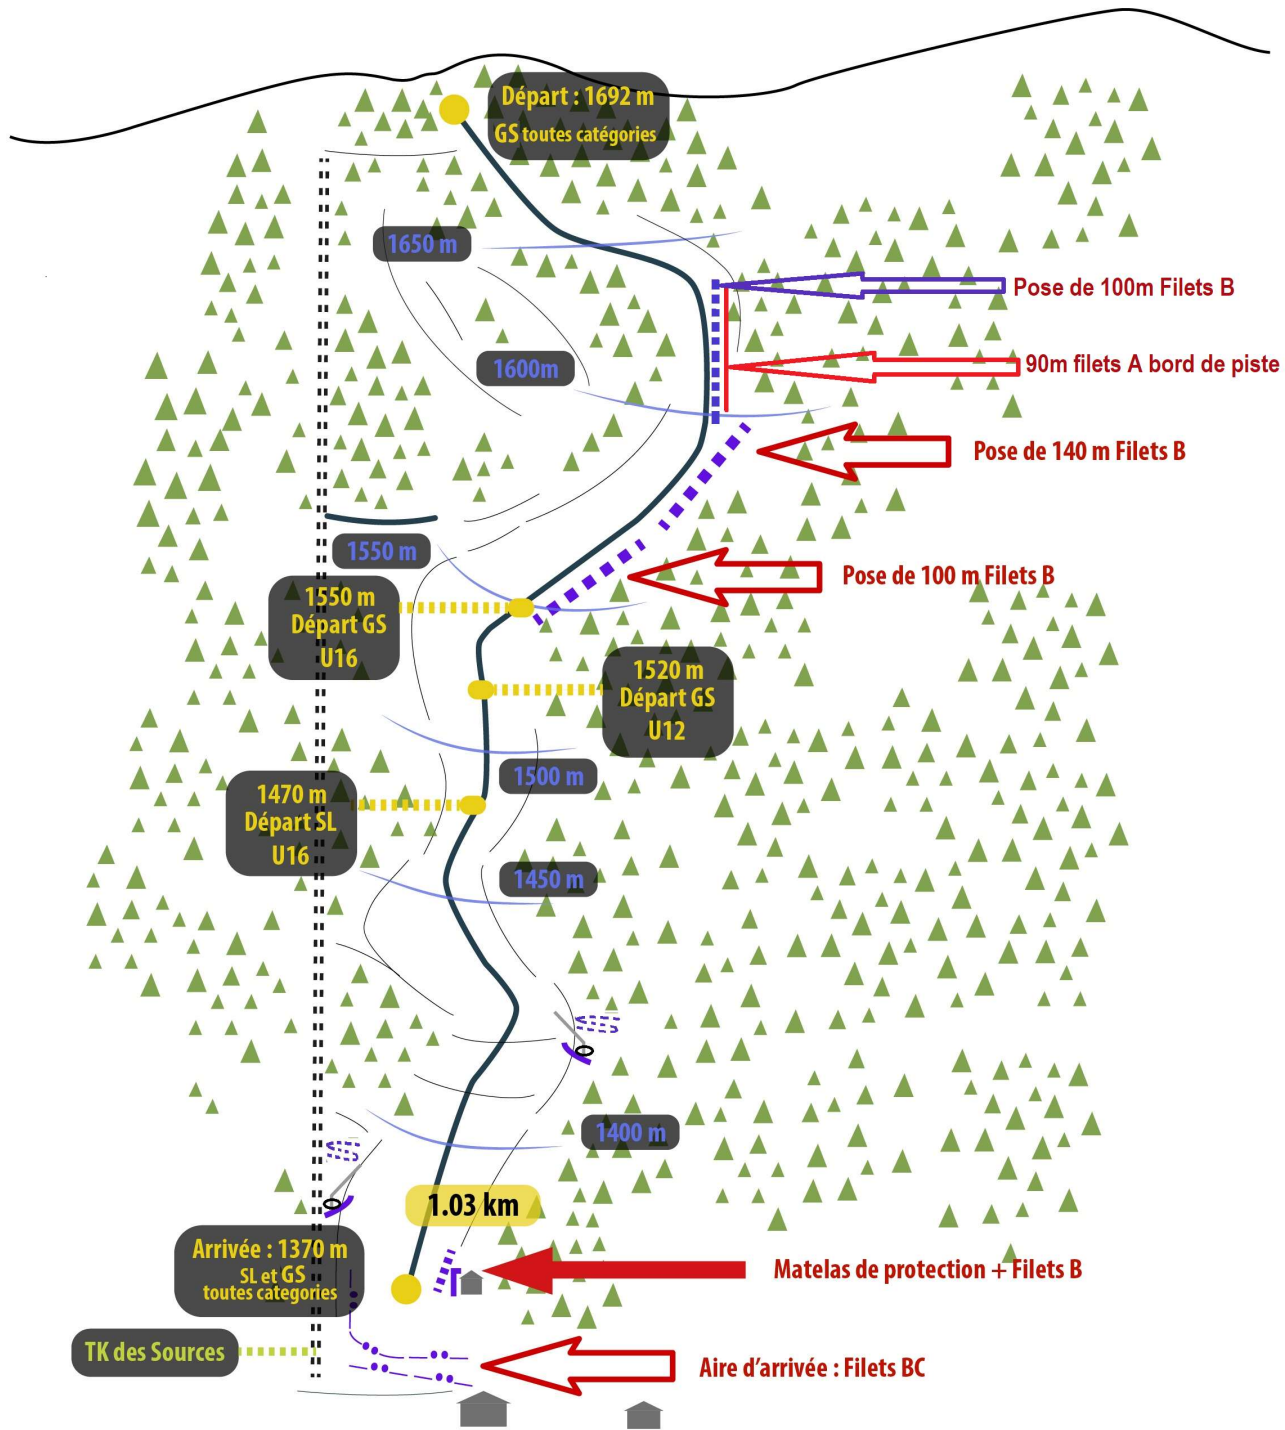 Départ : 1692 m
GS toutes catégories
1650 m
Pose de 100m Filets B
1600m
90m filets A bord de piste
Pose de 140 m Filets B
1550 m
Pose de 100 m Filets B
1550 m
Départ GS
U16
1520 m
Départ GS
U12
1500 m
1470 m
Départ SL
U16
1450 m
1400 m
1.03 km
Arrivée : 1370 m
SL et GS
toutes categories
Matelas de protection + Filets B
TK des Sources
Aire d'arrivée : Filets BC